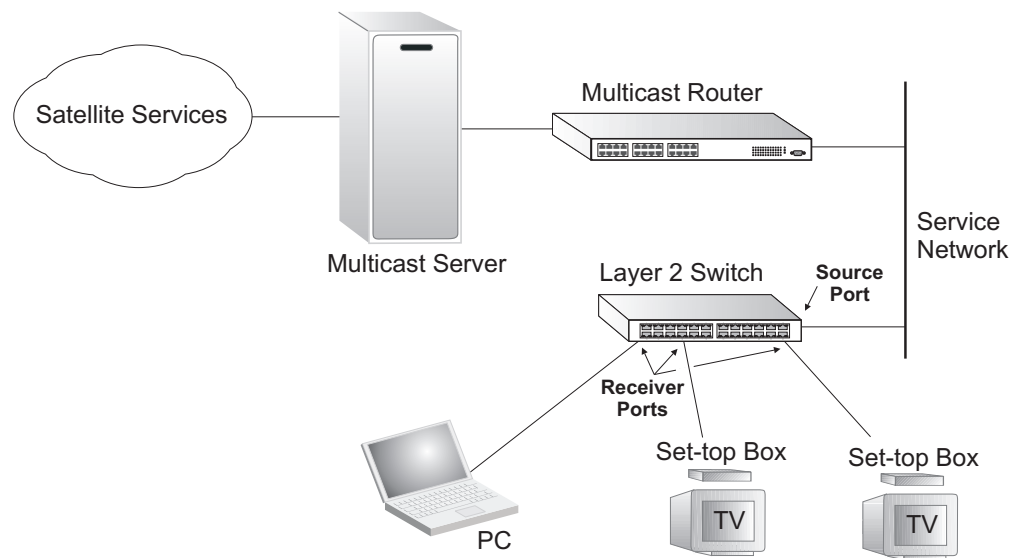 Satellite Services
Multicast Router
Multicast Server
Service
Network
Layer 2 Switch
Source
Port
Receiver
Ports
Set-top Box
Set-top Box
TV
TV
PC